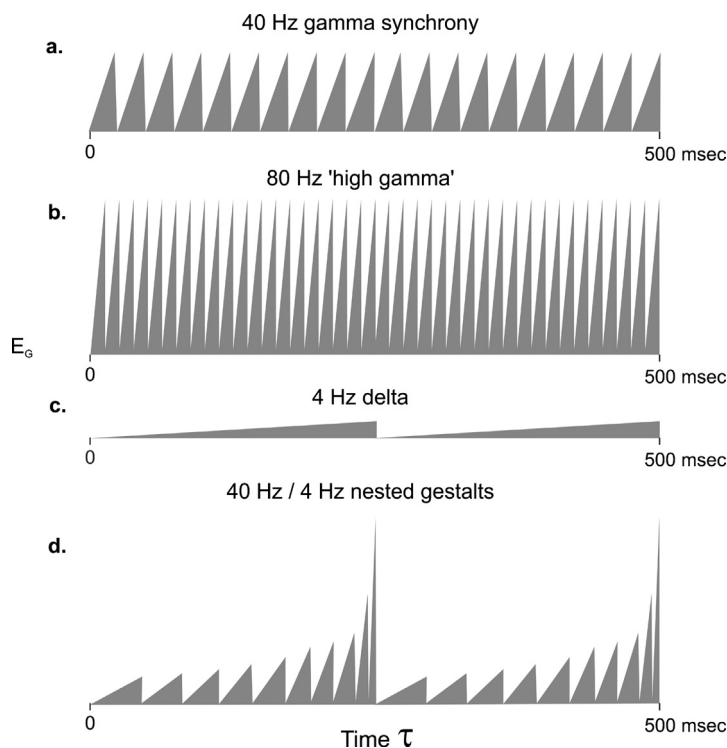 40 Hz gamma synchrony
a.
0
500 msec
80 Hz 'high gamma'
b.
E_G
0
500 msec
4 Hz delta
c.
0
500 msec
40 Hz / 4 Hz nested gestalts
d.
0
500 msec
Time τ